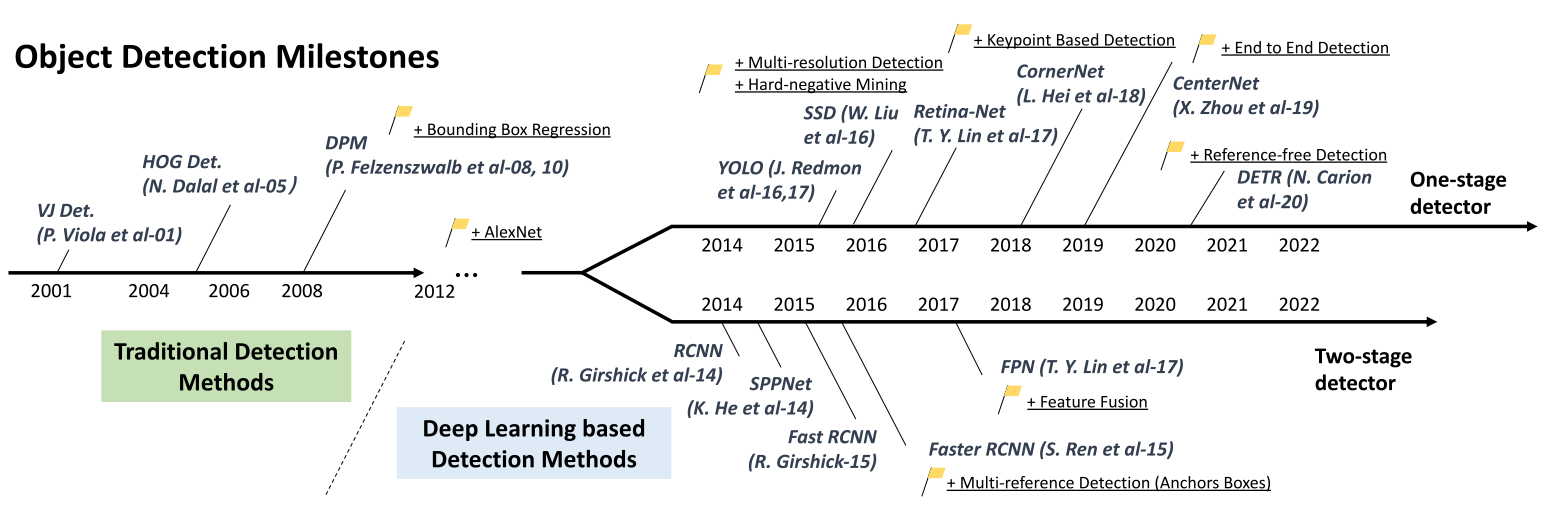 Object Detection Milestones
VJ Det.
(P. Viola et al-01)
HOG Det.
(N. Dalal et al-05)
DPM
(P. Felzenszwalb et al-08, 10)
+ Bounding Box Regression
+ AlexNet
...
2001
2004
2006
2008
2012
Traditional Detection
Methods
Deep Learning based
Detection Methods
+ Multi-resolution Detection
+ Hard-negative Mining
YOLO (J. Redmon
et al-16,17)
SSD (W. Liu
et al-16)
Retina-Net
(T. Y. Lin et al-17)
+ Keypoint Based Detection
CornerNet
(L. Hei et al-18)
+ End to End Detection
CenterNet
(X. Zhou et al-19)
+ Reference-free Detection
DETR (N. Carion
et al-20)
One-stage
detector
2014
2015
2016
2017
2018
2019
2020
2021
2022
2014
2015
2016
2017
2018
2019
2020
2021
2022
Two-stage
detector
RCNN
(R. Girshick et al-14)
SPPNet
(K. He et al-14)
Fast RCNN
(R. Girshick-15)
Faster RCNN (S. Ren et al-15)
+ Multi-reference Detection (Anchors Boxes)
FPN (T. Y. Lin et al-17)
+ Feature Fusion